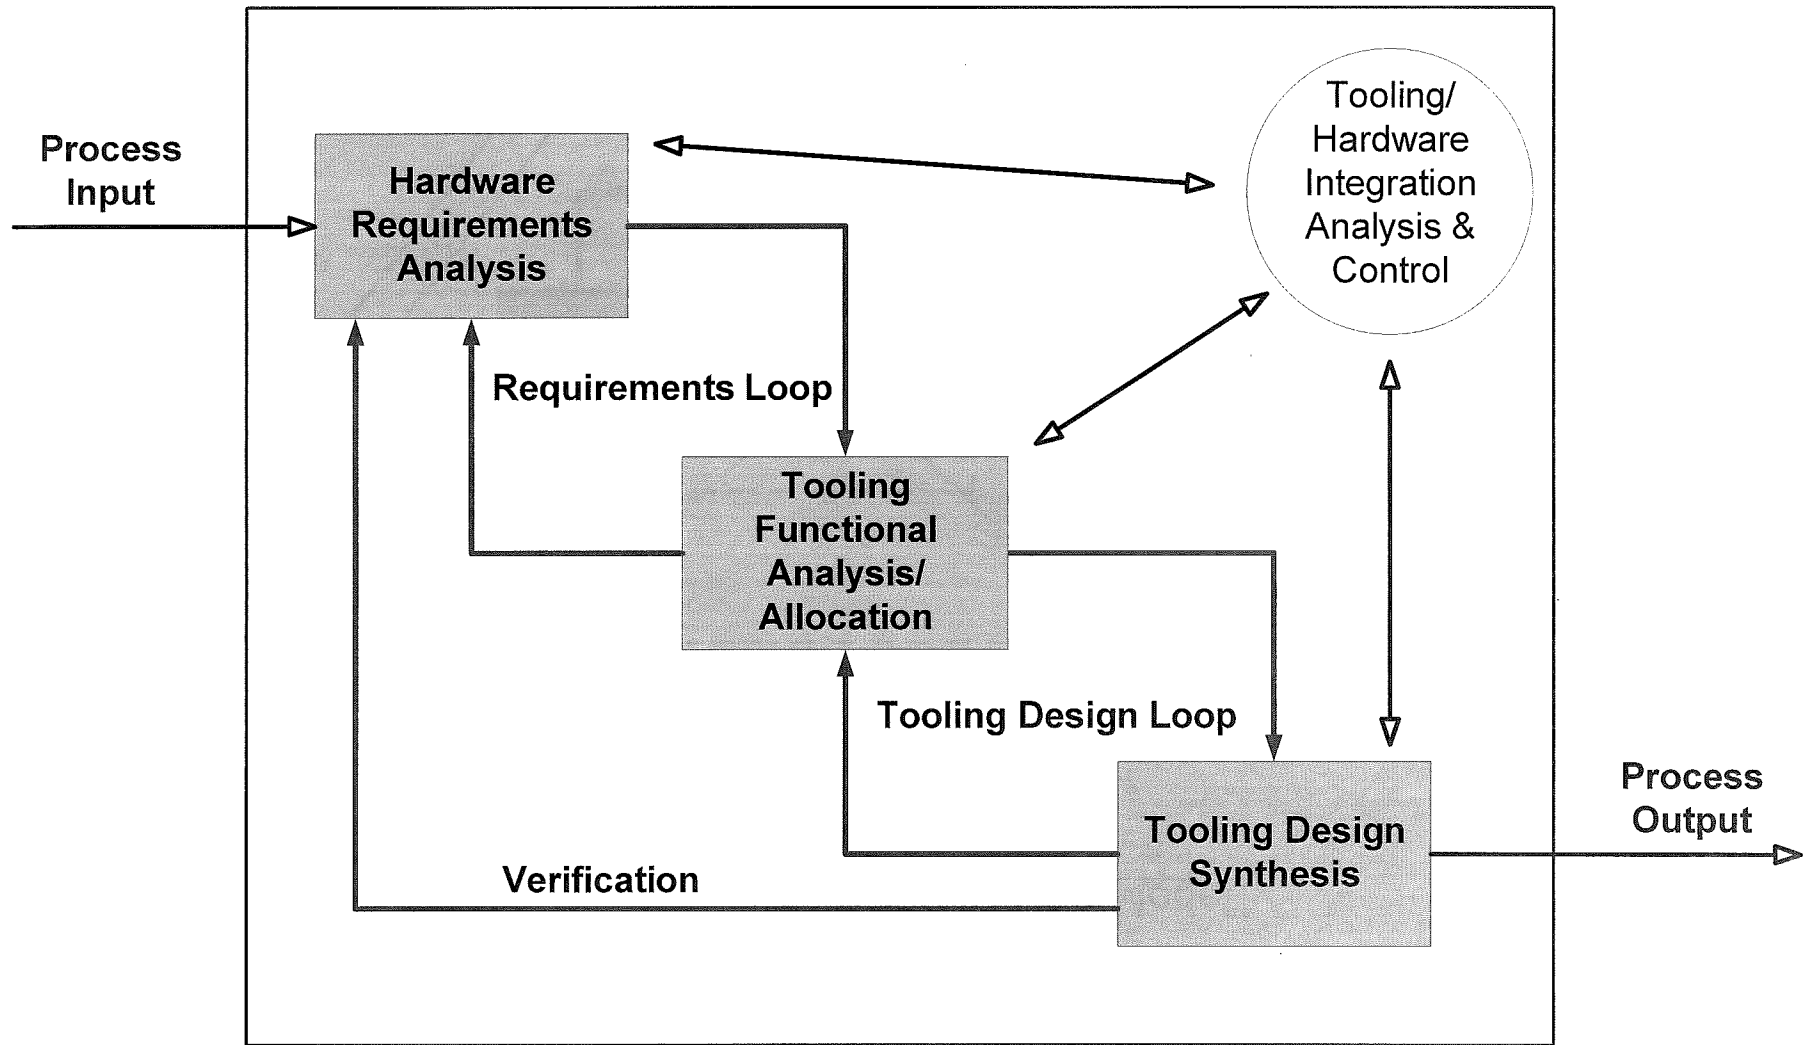 Process
Input
Hardware
Requirements
Analysis
Tooling/
Hardware
Integration
Analysis &
Control
Requirements Loop
Tooling
Functional
Analysis/
Allocation
Tooling Design Loop
Tooling Design
Synthesis
Process
Output
Verification